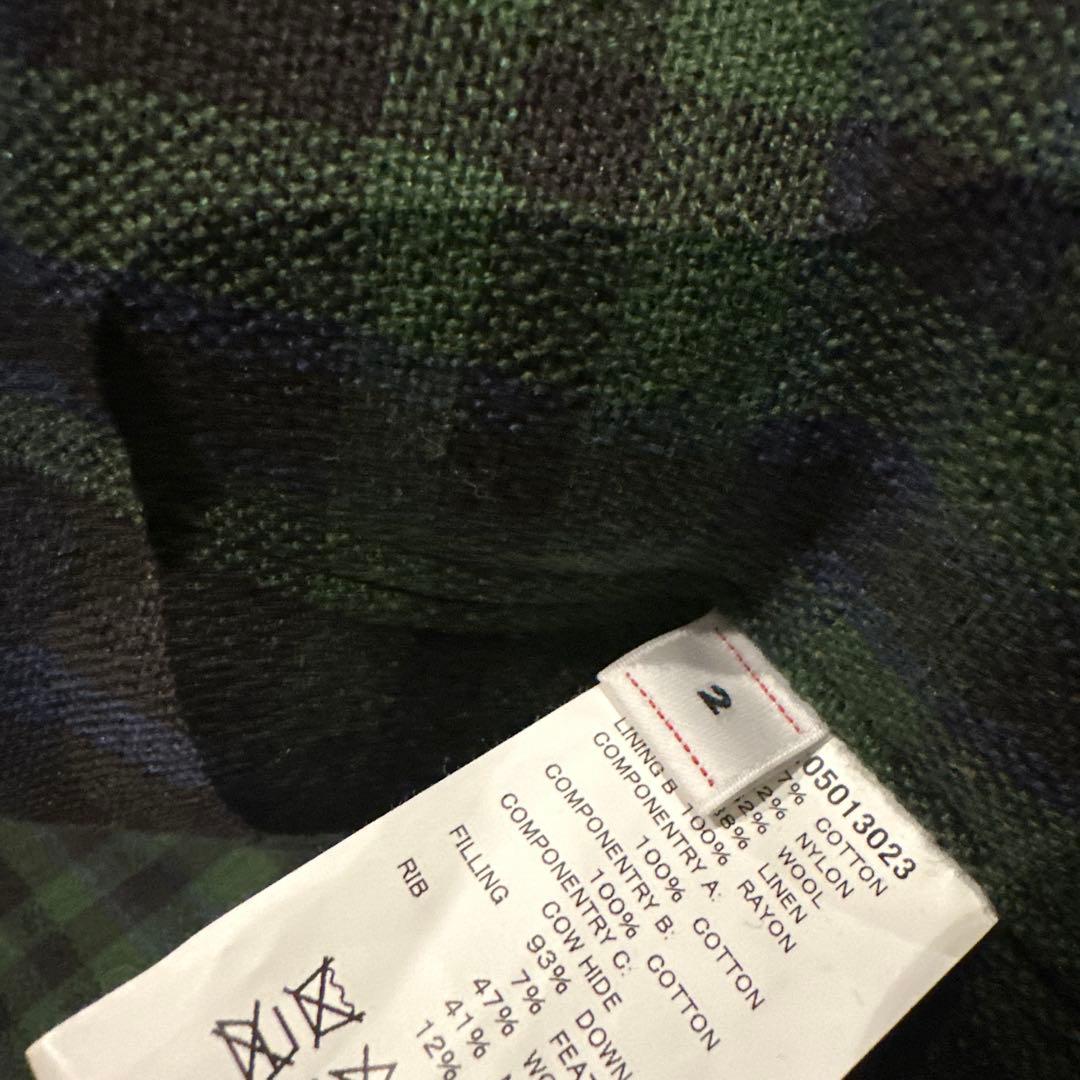 2
05013023
7% COTTON
2% NYLON
2% WOOL
8% LINEN
RAYON
LINING B 100%
COMPONENTRY A:
100% COTTON
COMPONENTRY B:
100% COTTON
COMPONENTRY C:
COW HIDE
FILLING 93% DOWN
7%
RIB 47%
41%
12%